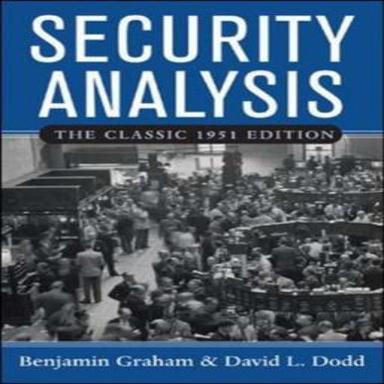 SECURITY
ANALYSIS
THE CLASSIC 1951 EDITION
Benjamin Graham & David L. Dodd